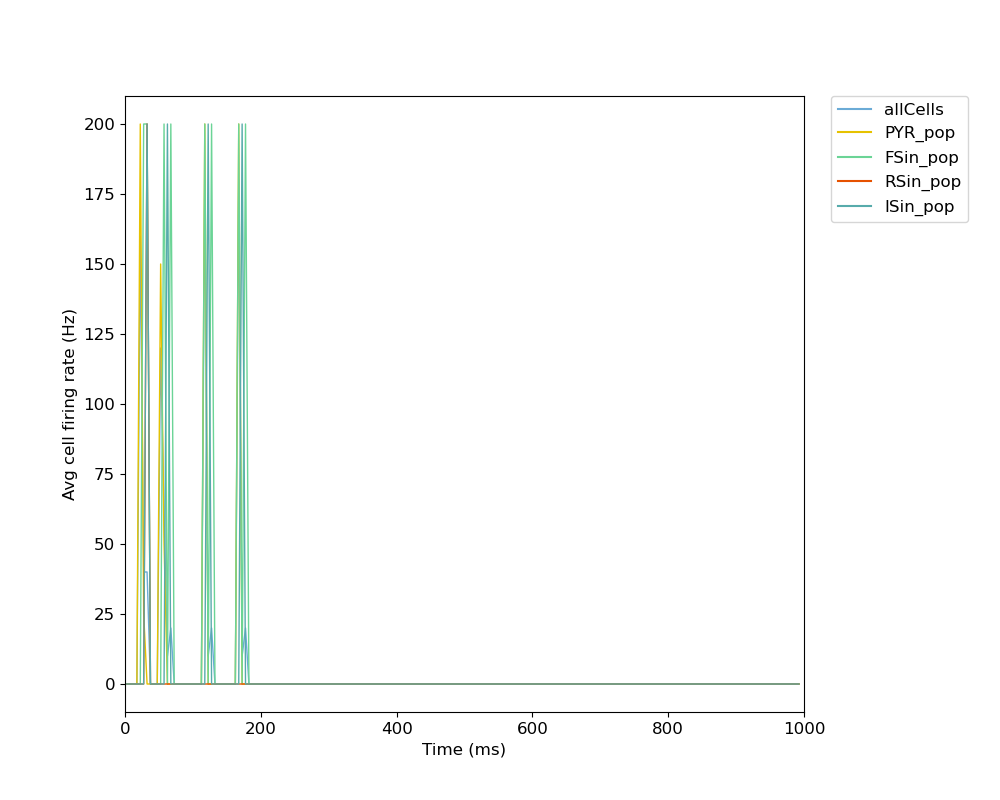 200
175
150
125
100
75
50
25
0
Avg cell firing rate (Hz)
0 200 400 600 800 1000
Time (ms)
allCells
PYR_pop
FSin_pop
RSin_pop
ISin_pop